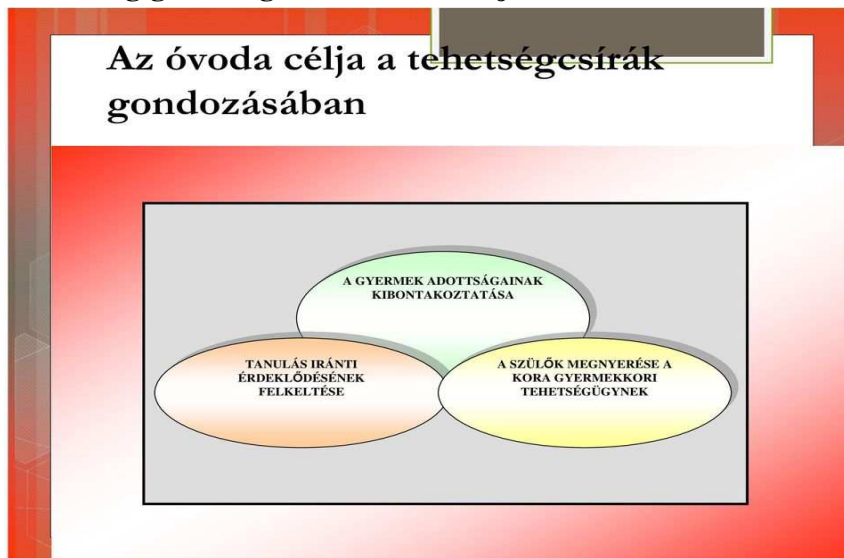 Az óvoda célja a tehetségcsírák
gondozásában
A GYERMEK ADOTTSÁGAINAK
KIBONTAKOZTATÁSA
TANULÁS IRÁNTI
ÉRDEKLŐDÉSÉNEK
FELKELTÉSE
A SZÜLŐK MEGNYERÉSE A
KORA GYERMEKKORI
TEHETSÉGÜGYNEK